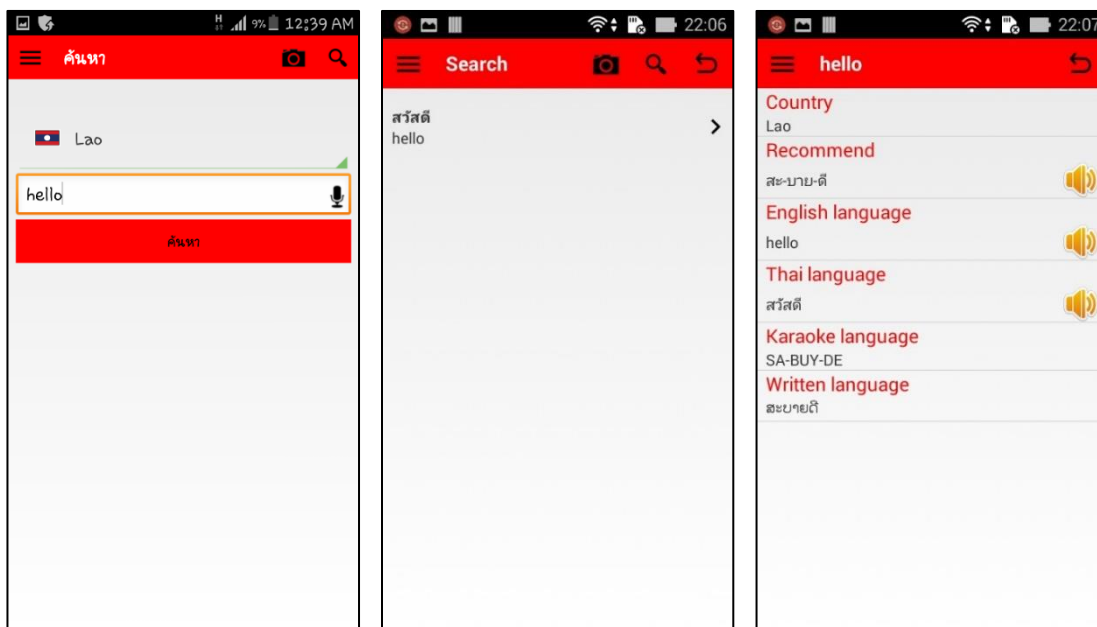 H 9% 12:39 AM
ค้นหา
Lao
hello
ค้นหา
22:06
Search
สวัสดี
hello
22:07
hello
Country
Lao
Recommend
สะ-บาย-ดี
English language
hello
Thai language
สวัสดี
Karaoke language
SA-BUY-DE
Written language
ສະບາຍດີ